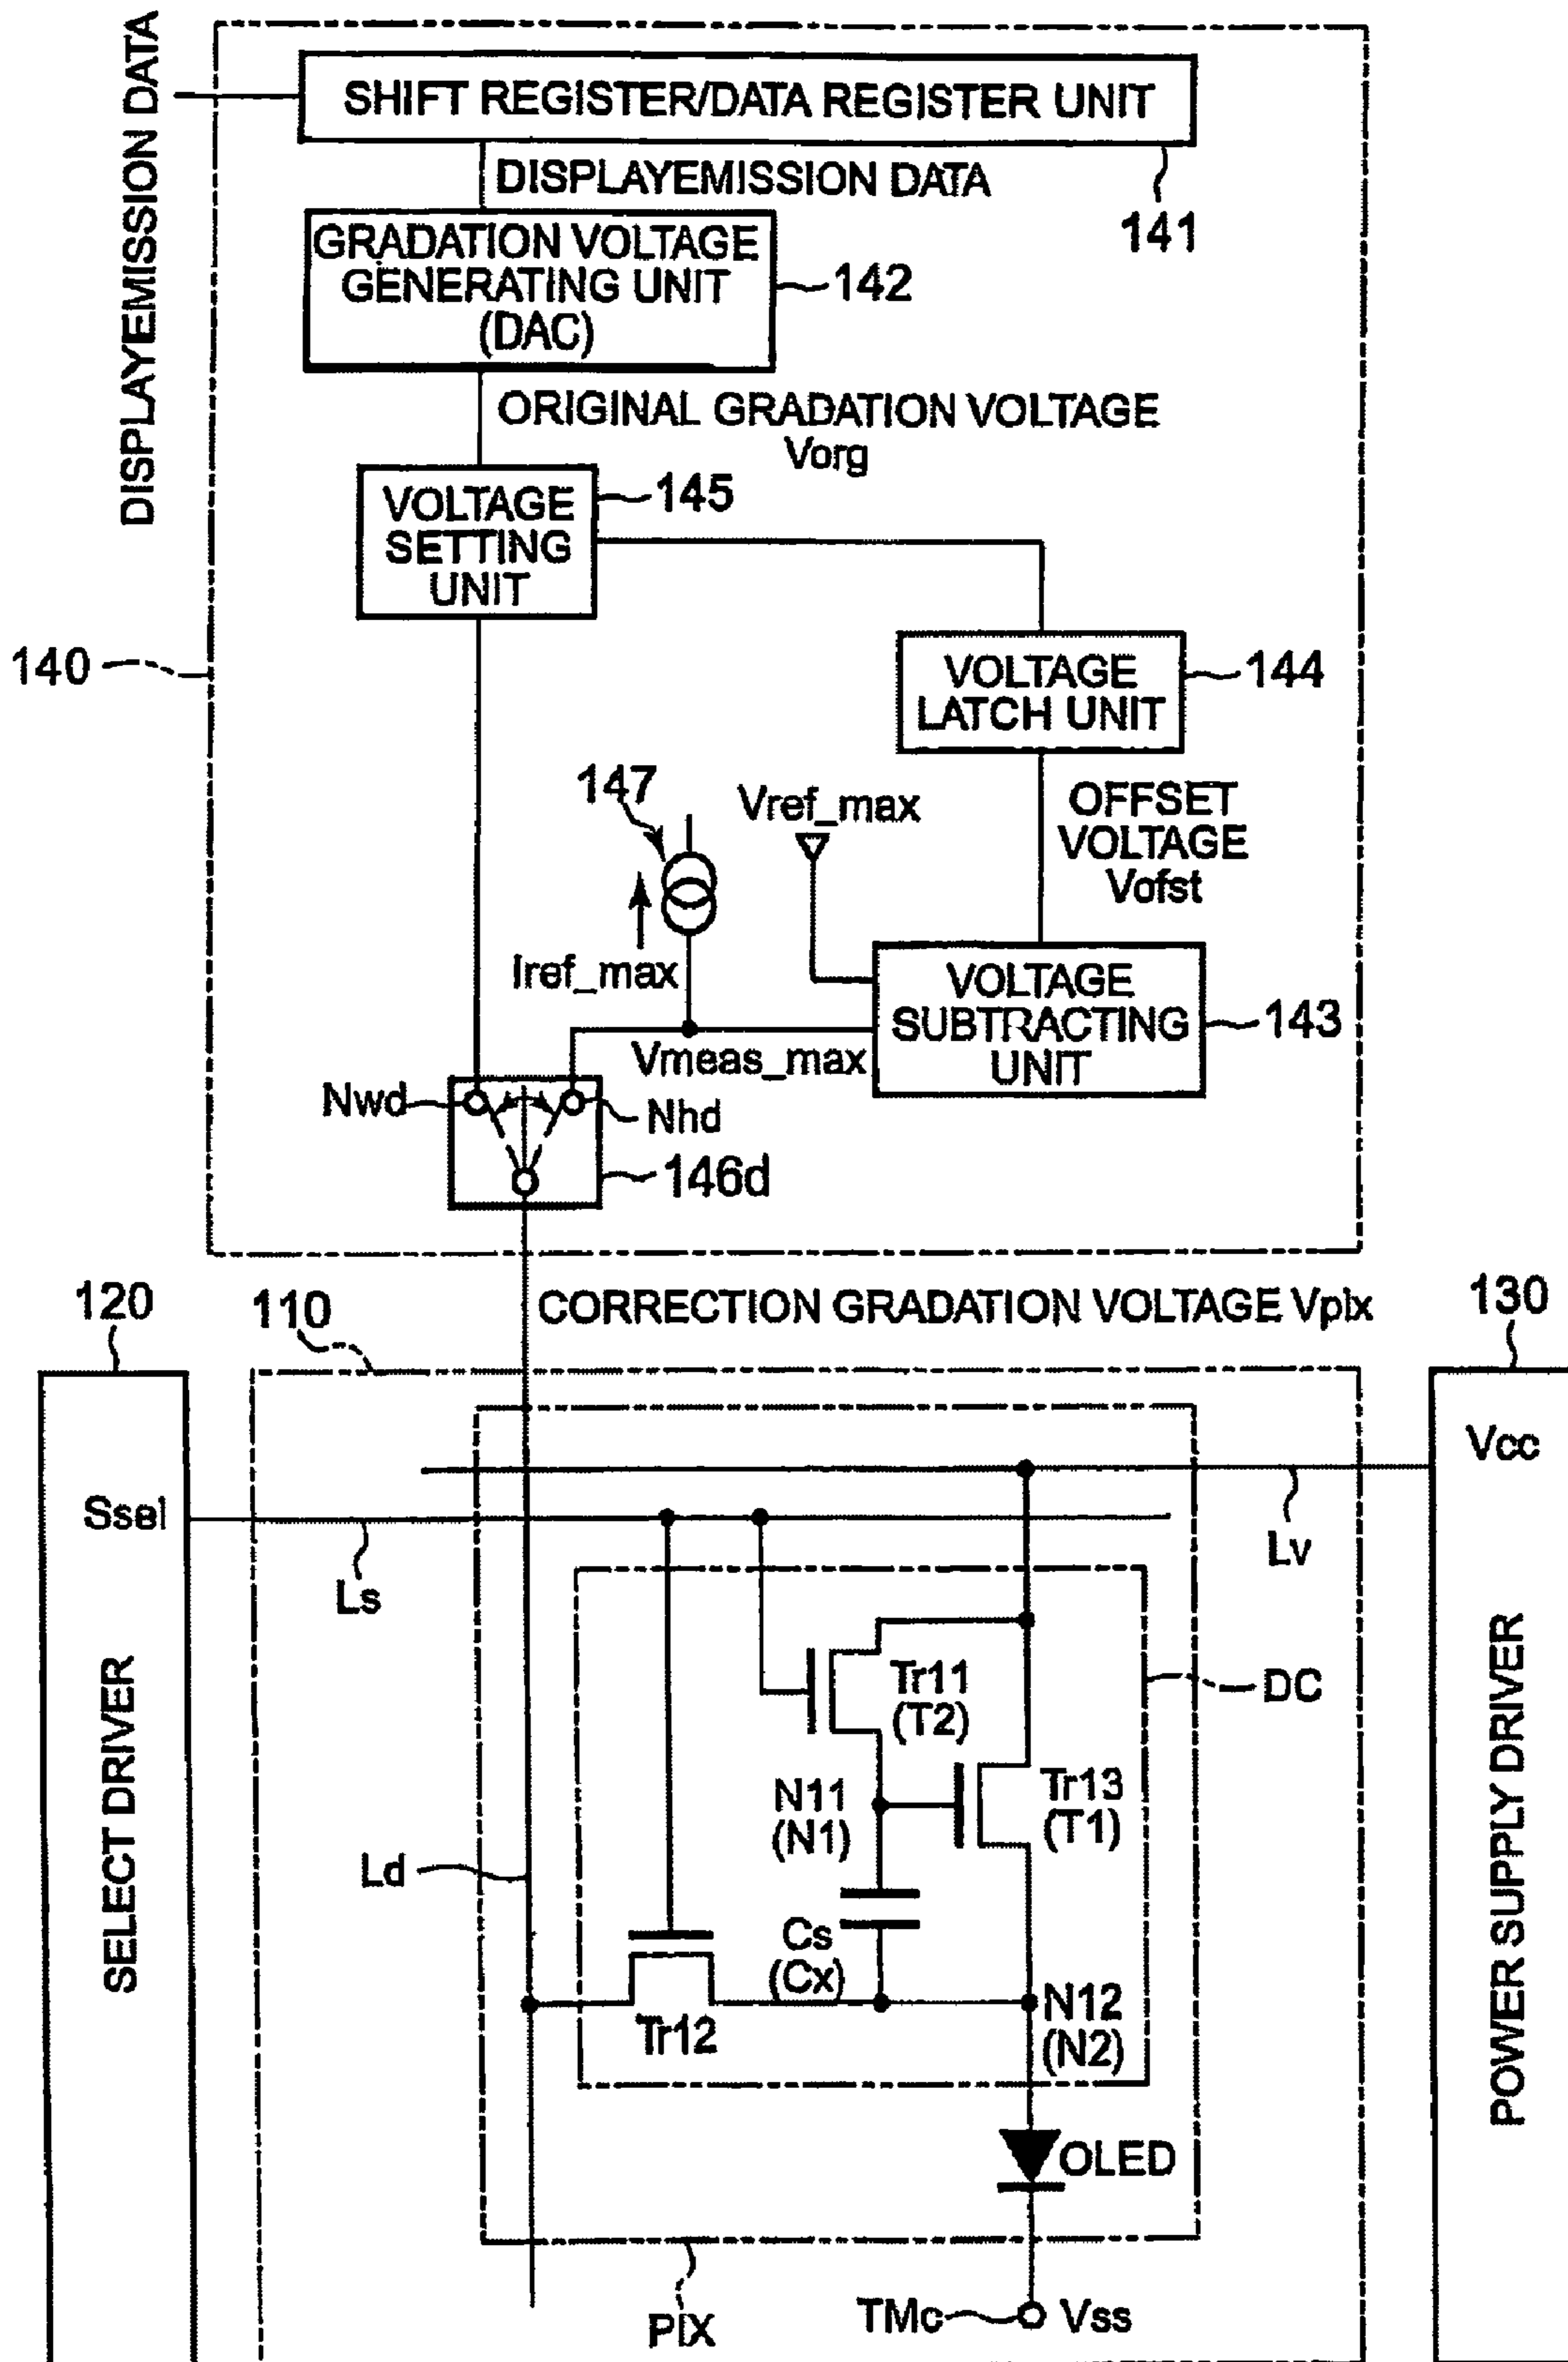 DISPLAYEMISSION DATA
SHIFT REGISTER/DATA REGISTER UNIT
141
DISPLAYEMISSION DATA
GRADATION VOLTAGE
GENERATING UNIT
(DAC)
142
ORIGINAL GRADATION VOLTAGE
Vorg
VOLTAGE
SETTING
UNIT
145
140
VOLTAGE
LATCH UNIT
144
147
Vref_max
OFFSET
VOLTAGE
Vofst
Iref_max
VOLTAGE
SUBTRACTING
UNIT
143
Vmeas_max
Nwd
Nhd
146d
CORRECTION GRADATION VOLTAGE Vpix
120
110
130
Vcc
Ssel
Ls
Lv
SELECT DRIVER
POWER SUPPLY DRIVER
Tr11
(T2)
DC
N11
(N1)
Tr13
(T1)
Ld
Cs
(Cx)
Tr12
N12
(N2)
OLED
PIX
TMc
Vss